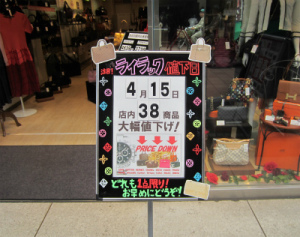 ライラック値下日
4月15日
店内38商品
大幅値下げ!
PRICE DOWN
どれも1点限り!
お早めにどうぞ!